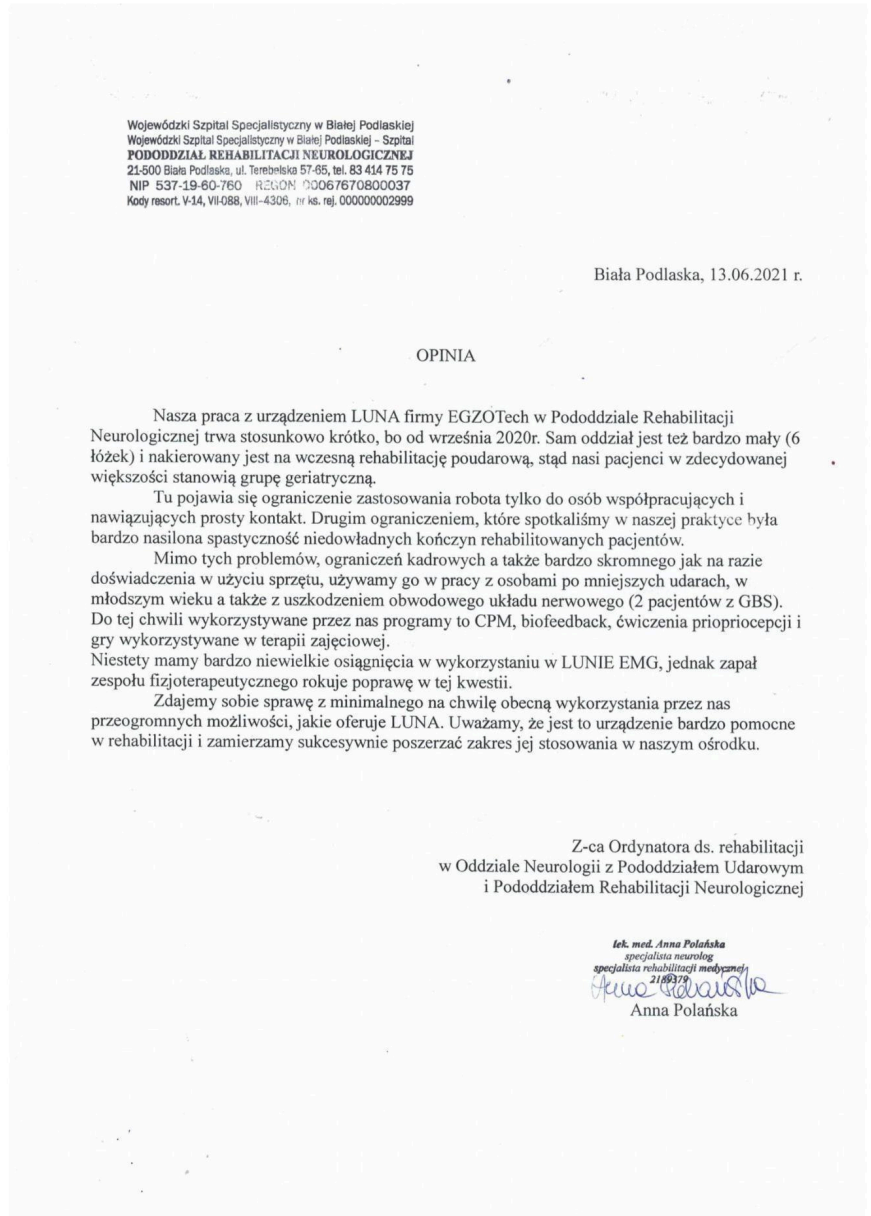 Wojewódzki Szpital Specjalistyczny w Białej Podlaskiej
Wojewódzki Szpital Specjalistyczny w Białej Podlaskiej – Szpital
PODODDZIAŁ REHABILITACJI NEUROLOGICZNEJ
21-500 Biała Podlaska, ul. Terebelska 57-65, tel. 83 414 75 75
NIP 537-19-60-760 REGON 00067670800037
Kody resort. V-14, VII-088, VIII-4306, nr ks. rej. 000000002999
Biała Podlaska, 13.06.2021 r.
OPINIA
Nasza praca z urządzeniem LUNA firmy EGZOTech w Pododdziale Rehabilitacji
Neurologicznej trwa stosunkowo krótko, bo od września 2020r. Sam oddział jest też bardzo mały (6
łóżek) i nakierowany jest na wczesną rehabilitację poudarową, stąd nasi pacjenci w zdecydowanej
większości stanowią grupę geriatryczną.
Tu pojawia się ograniczenie zastosowania robota tylko do osób współpracujących i
nawiązujących prosty kontakt. Drugim ograniczeniem, które spotkaliśmy w naszej praktyce była
bardzo nasilona spastyczność niedowładnych kończyn rehabilitowanych pacjentów.
Mimo tych problemów, ograniczeń kadrowych a także bardzo skromnego jak na razie
doświadczenia w użyciu sprzętu, używamy go w pracy z osobami po mniejszych udarach, w
młodszym wieku a także z uszkodzeniem obwodowego układu nerwowego (2 pacjentów z GBS).
Do tej chwili wykorzystywane przez nas programy to CPM, biofeedback, ćwiczenia priopriocepcji i
gry wykorzystywane w terapii zajęciowej.
Niestety mamy bardzo niewielkie osiągnięcia w wykorzystaniu w LUNIE EMG, jednak zapał
zespołu fizjoterapeutycznego rokuje poprawę w tej kwestii.
Zdajemy sobie sprawę z minimalnego na chwilę obecną wykorzystania przez nas
przeogromnych możliwości, jakie oferuje LUNA. Uważamy, że jest to urządzenie bardzo pomocne
w rehabilitacji i zamierzamy sukcesywnie poszerzać zakres jej stosowania w naszym ośrodku.
Z-ca Ordynatora ds. rehabilitacji
w Oddziale Neurologii z Pododdziałem Udarowym
i Pododdziałem Rehabilitacji Neurologicznej
lek. med. Anna Polańska
specjalista neurolog
specjalista rehabilitacji medycznej
2189379
Anna Polańska
Anna Polańska